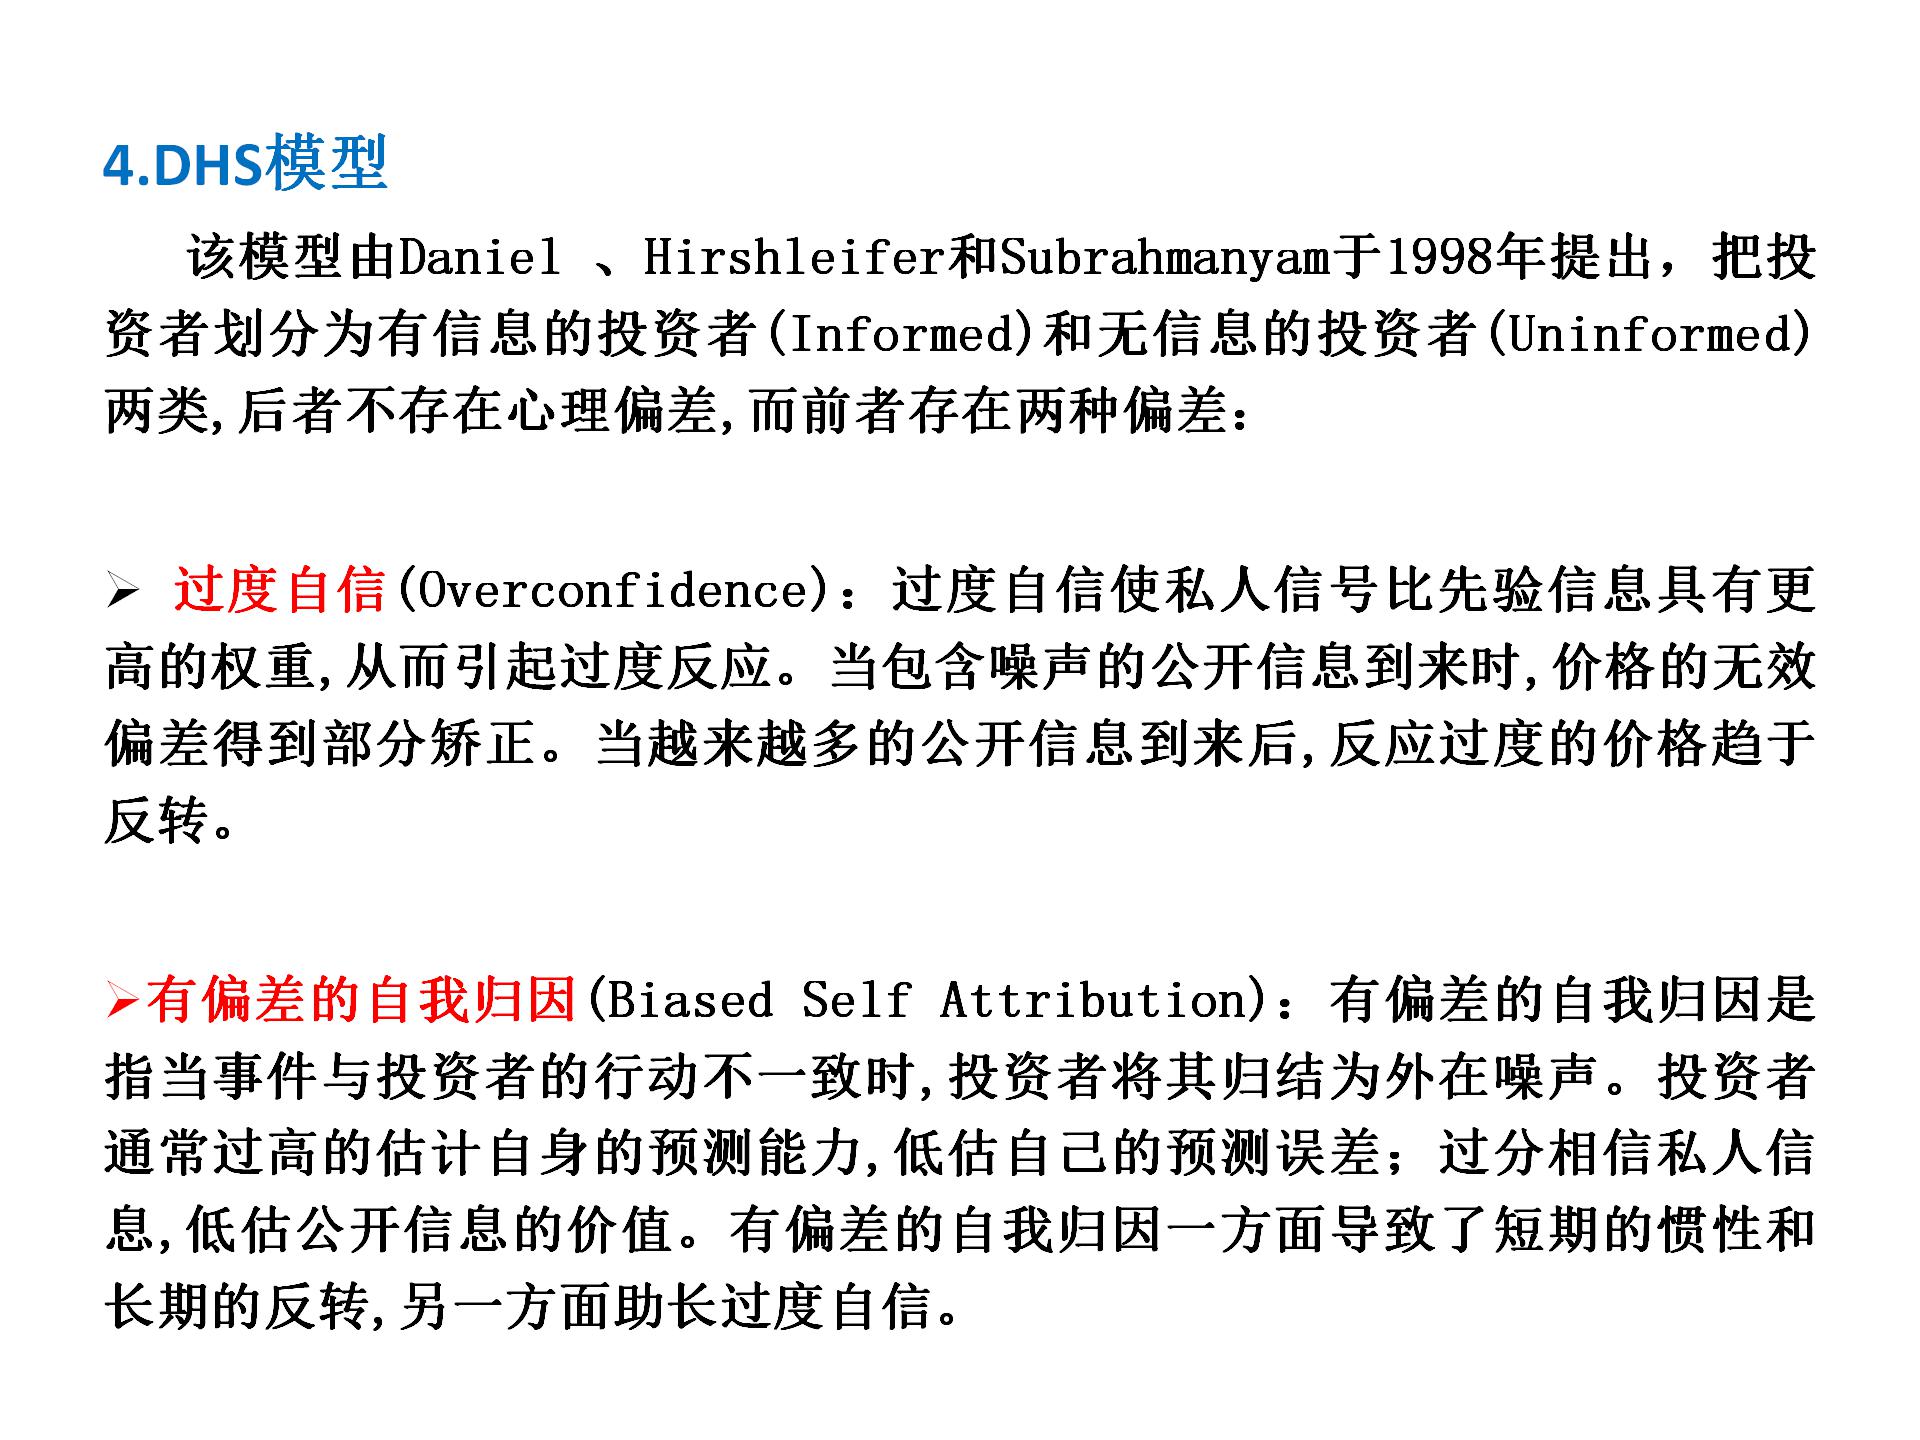 4.DHS模型
该模型由Daniel 、Hirshleifer和Subrahmanyam于1998年提出，把投
资者划分为有信息的投资者(Informed)和无信息的投资者(Uninformed)
两类,后者不存在心理偏差,而前者存在两种偏差：
➢ 过度自信(Overconfidence)：过度自信使私人信号比先验信息具有更
高的权重,从而引起过度反应。当包含噪声的公开信息到来时,价格的无效
偏差得到部分矫正。当越来越多的公开信息到来后,反应过度的价格趋于
反转。
➢有偏差的自我归因(Biased Self Attribution)：有偏差的自我归因是
指当事件与投资者的行动不一致时,投资者将其归结为外在噪声。投资者
通常过高的估计自身的预测能力,低估自己的预测误差；过分相信私人信
息,低估公开信息的价值。有偏差的自我归因一方面导致了短期的惯性和
长期的反转,另一方面助长过度自信。